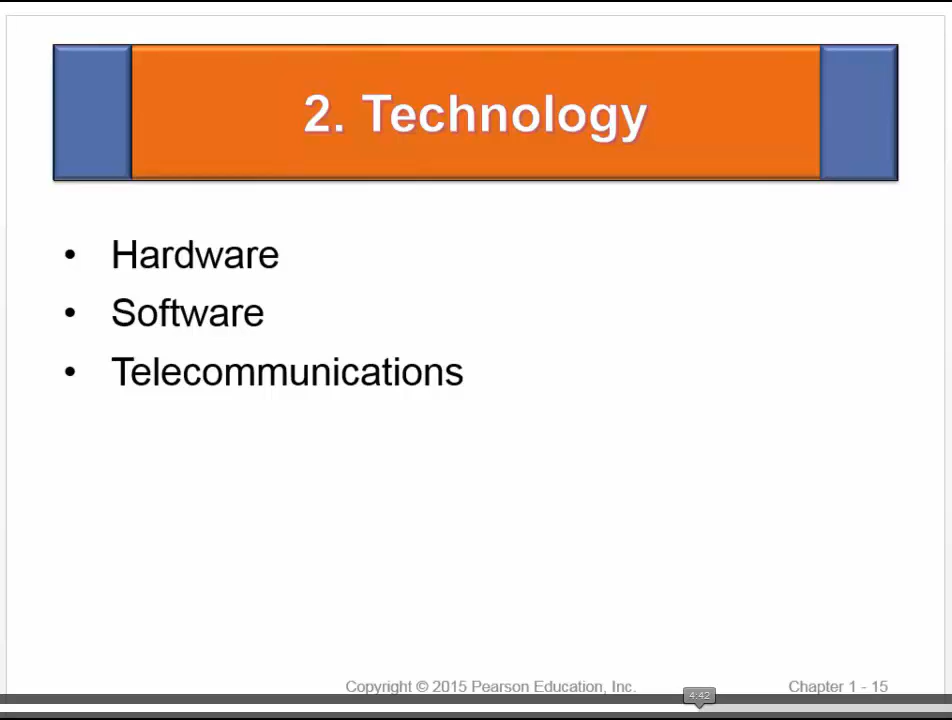 2. Technology
• Hardware
• Software
• Telecommunications
Copyright © 2015 Pearson Education, Inc.
Chapter 1 - 15
4:42